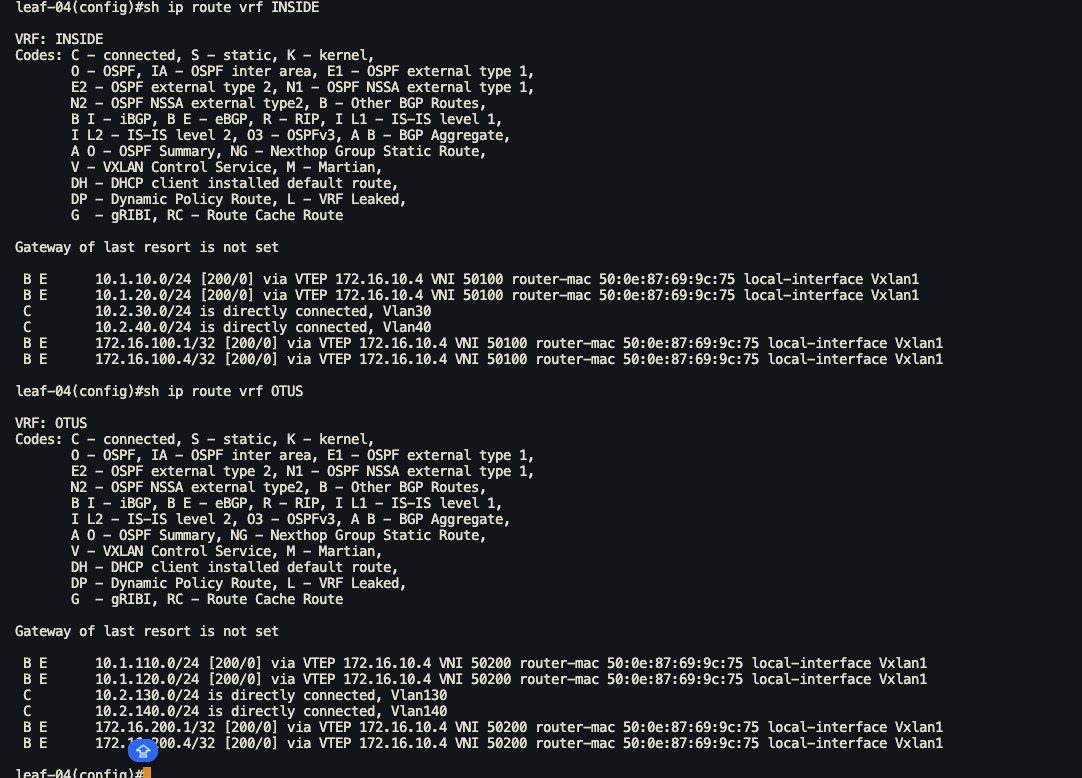 leaf-04(config)#sh ip route vrf INSIDE

VRF: INSIDE
Codes: C - connected, S - static, K - kernel,
       O - OSPF, IA - OSPF inter area, E1 - OSPF external type 1,
       E2 - OSPF external type 2, N1 - OSPF NSSA external type 1,
       N2 - OSPF NSSA external type2, B - Other BGP Routes,
       B I - iBGP, B E - eBGP, R - RIP, I L1 - IS-IS level 1,
       I L2 - IS-IS level 2, O3 - OSPFv3, A B - BGP Aggregate,
       A O - OSPF Summary, NG - Nexthop Group Static Route,
       V - VXLAN Control Service, M - Martian,
       DH - DHCP client installed default route,
       DP - Dynamic Policy Route, L - VRF Leaked,
       G  - gRIBI, RC - Route Cache Route

Gateway of last resort is not set

 B E      10.1.10.0/24 [200/0] via VTEP 172.16.10.4 VNI 50100 router-mac 50:0e:87:69:9c:75 local-interface Vxlan1
 B E      10.1.20.0/24 [200/0] via VTEP 172.16.10.4 VNI 50100 router-mac 50:0e:87:69:9c:75 local-interface Vxlan1
 C        10.2.30.0/24 is directly connected, Vlan30
 C        10.2.40.0/24 is directly connected, Vlan40
 B E      172.16.100.1/32 [200/0] via VTEP 172.16.10.4 VNI 50100 router-mac 50:0e:87:69:9c:75 local-interface Vxlan1
 B E      172.16.100.4/32 [200/0] via VTEP 172.16.10.4 VNI 50100 router-mac 50:0e:87:69:9c:75 local-interface Vxlan1

leaf-04(config)#sh ip route vrf OTUS

VRF: OTUS
Codes: C - connected, S - static, K - kernel,
       O - OSPF, IA - OSPF inter area, E1 - OSPF external type 1,
       E2 - OSPF external type 2, N1 - OSPF NSSA external type 1,
       N2 - OSPF NSSA external type2, B - Other BGP Routes,
       B I - iBGP, B E - eBGP, R - RIP, I L1 - IS-IS level 1,
       I L2 - IS-IS level 2, O3 - OSPFv3, A B - BGP Aggregate,
       A O - OSPF Summary, NG - Nexthop Group Static Route,
       V - VXLAN Control Service, M - Martian,
       DH - DHCP client installed default route,
       DP - Dynamic Policy Route, L - VRF Leaked,
       G  - gRIBI, RC - Route Cache Route

Gateway of last resort is not set

 B E      10.1.110.0/24 [200/0] via VTEP 172.16.10.4 VNI 50200 router-mac 50:0e:87:69:9c:75 local-interface Vxlan1
 B E      10.1.120.0/24 [200/0] via VTEP 172.16.10.4 VNI 50200 router-mac 50:0e:87:69:9c:75 local-interface Vxlan1
 C        10.2.130.0/24 is directly connected, Vlan130
 C        10.2.140.0/24 is directly connected, Vlan140
 B E      172.16.200.1/32 [200/0] via VTEP 172.16.10.4 VNI 50200 router-mac 50:0e:87:69:9c:75 local-interface Vxlan1
 B E      [200/0] via VTEP 172.16.10.4 VNI 50200 router-mac 50:0e:87:69:9c:75 local-interface Vxlan1

leaf-04(config)#